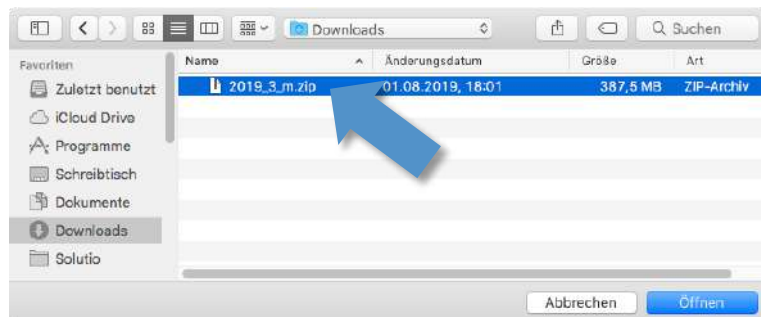 Downloads
Suchen
Favoriten
Name Änderungsdatum Größe Art
Zuletzt benutzt
2019_3_m.zip 01.08.2019, 18:01 387,5 MB ZIP-Archiv
iCloud Drive
Programme
Schreibtisch
Dokumente
Downloads
Solutio
Abbrechen Öffnen